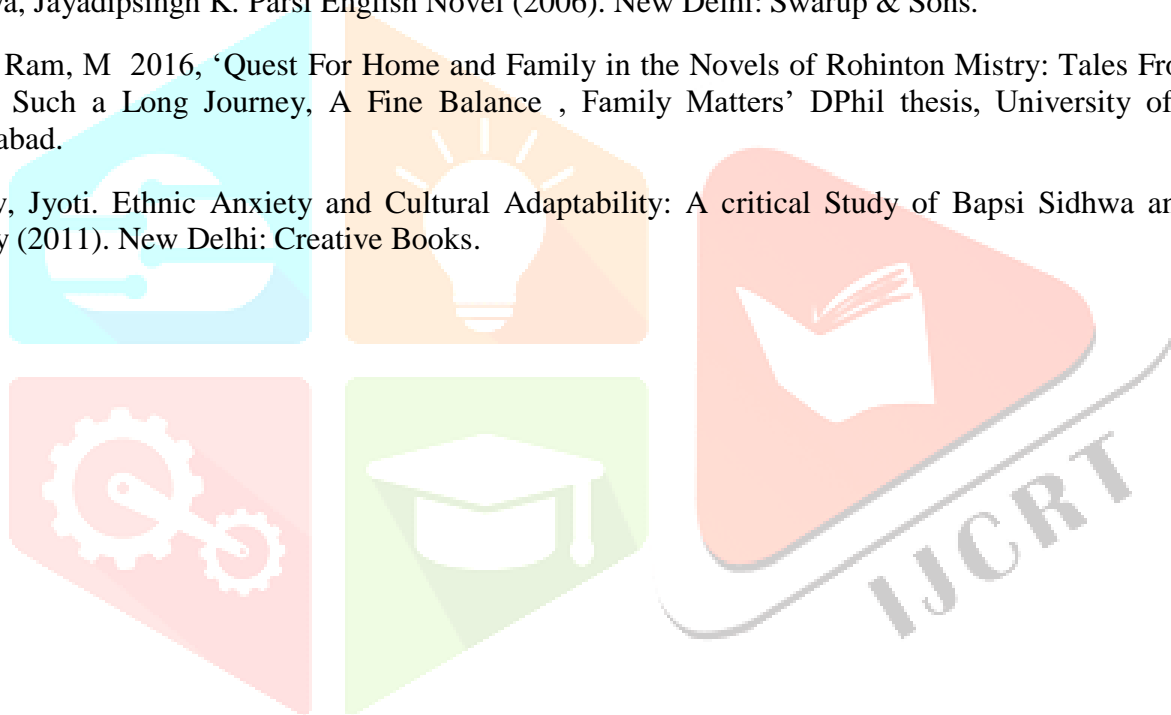 va, Jayadipsingh K. Parsi English Novel (2006). New Delhi: Swarup & Sons.
Ram, M 2016, ‘Quest For Home and Family in the Novels of Rohinton Mistry: Tales Fro
Such a Long Journey, A Fine Balance , Family Matters’ DPhil thesis, University of
abad.
y, Jyoti. Ethnic Anxiety and Cultural Adaptability: A critical Study of Bapsi Sidhwa an
y (2011). New Delhi: Creative Books.
IJCRT